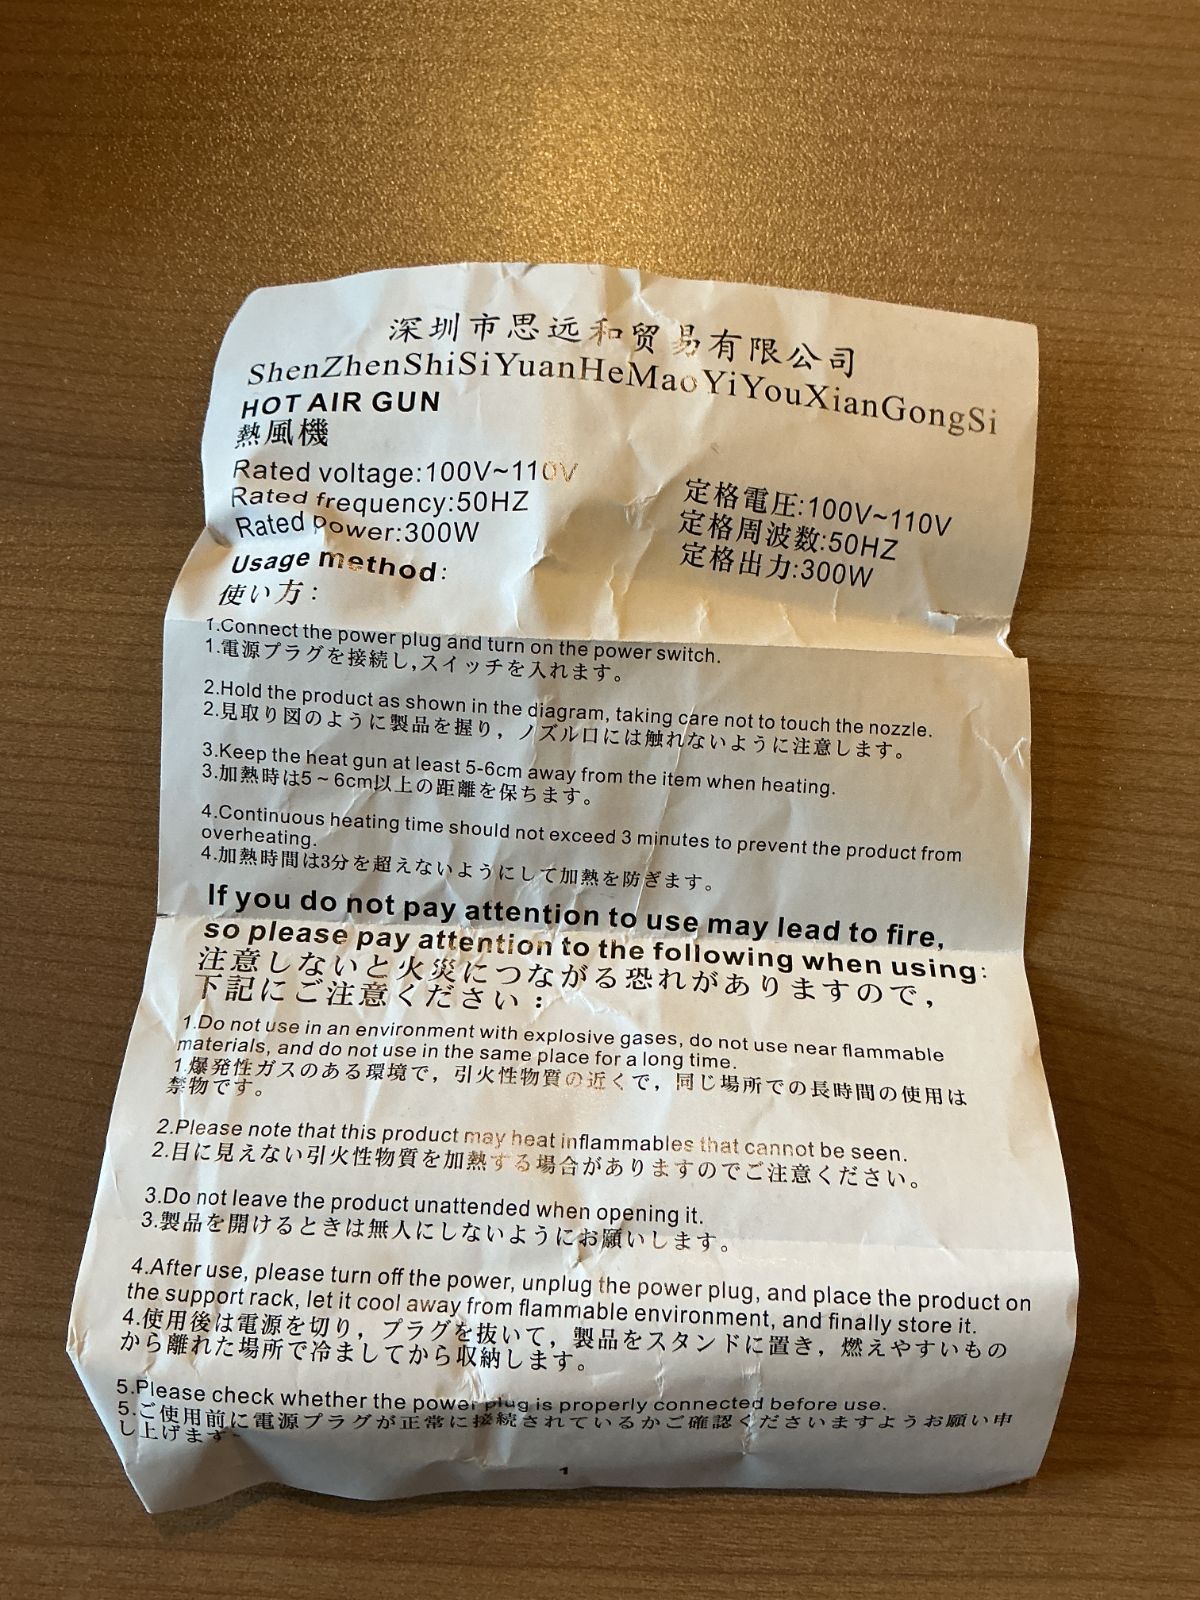 深圳市思远和贸易有限公司
ShenZhenShiSiYuanHeMaoYiYouXianGongSi
HOT AIR GUN
熱風機
Rated voltage:100V~110V
Rated frequency:50HZ
Rated power:300W
定格電圧:100V~110V
定格周波数:50HZ
定格出力:300W
Usage method:
使い方：
1.Connect the power plug and turn on the power switch.
1.電源プラグを接続し,スイッチを入れます。
2.Hold the product as shown in the diagram, taking care not to touch the nozzle.
2.見取り図のように製品を握り，ノズル口には触れないように注意します。
3.Keep the heat gun at least 5-6cm away from the item when heating.
3.加熱時は5～6cm以上の距離を保ちます。
4.Continuous heating time should not exceed 3 minutes to prevent the product from
overheating.
4.加熱時間は3分を超えないようにして加熱を防ぎます。
If you do not pay attention to use may lead to fire,
so please pay attention to the following when using:
注意しないと火災につながる恐れがありますので，
下記にご注意ください：
1.Do not use in an environment with explosive gases, do not use near flammable
materials, and do not use in the same place for a long time.
1.爆発性ガスのある環境で，引火性物質の近くで，同じ場所での長時間の使用は
禁物です。
2.Please note that this product may heat inflammables that cannot be seen.
2.目に見えない引火性物質を加熱する場合がありますのでご注意ください。
3.Do not leave the product unattended when opening it.
3.製品を開けるときは無人にしないようにお願いします。
4.After use, please turn off the power, unplug the power plug, and place the product on
the support rack, let it cool away from flammable environment, and finally store it.
4.使用後は電源を切り，プラグを抜いて，製品をスタンドに置き，燃えやすいもの
から離れた場所で冷ましてから収納します。
5.Please check whether the power plug is properly connected before use.
5.ご使用前に電源プラグが正常に接続されているかご確認くださいますようお願い申
し上げます。
1